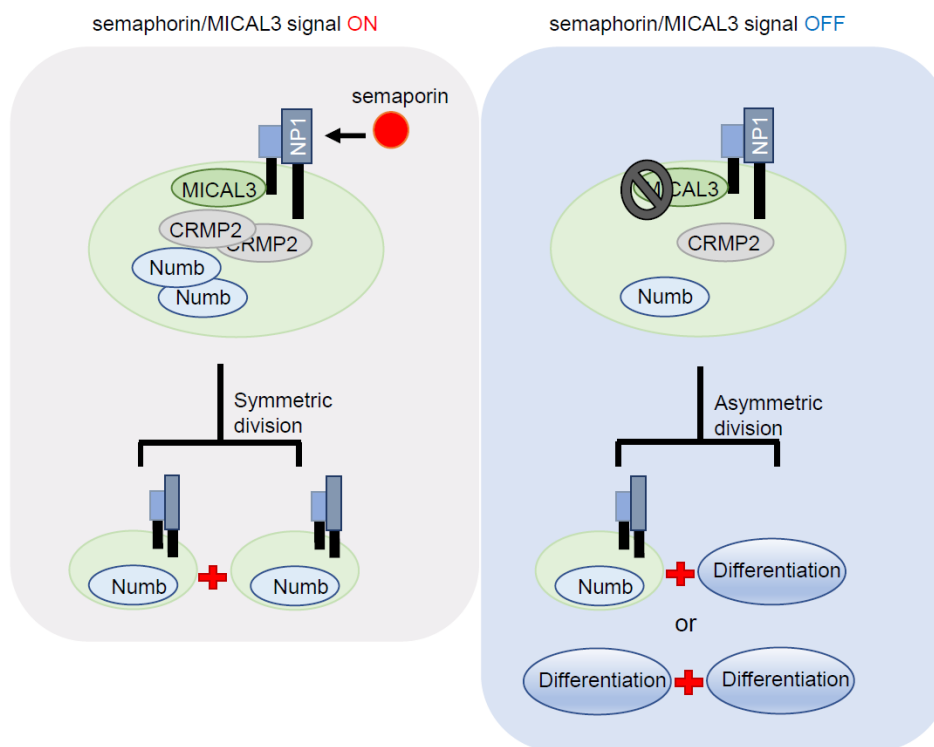 semaphorin/MICAL3 signal ON
semaporin
NP1
MICAL3
CRMP2
CRMP2
Numb
Numb
Symmetric
division
Numb
Numb
semaphorin/MICAL3 signal OFF
NP1
MICAL3
CRMP2
Numb
Asymmetric
division
Numb
Differentiation
or
Differentiation
Differentiation